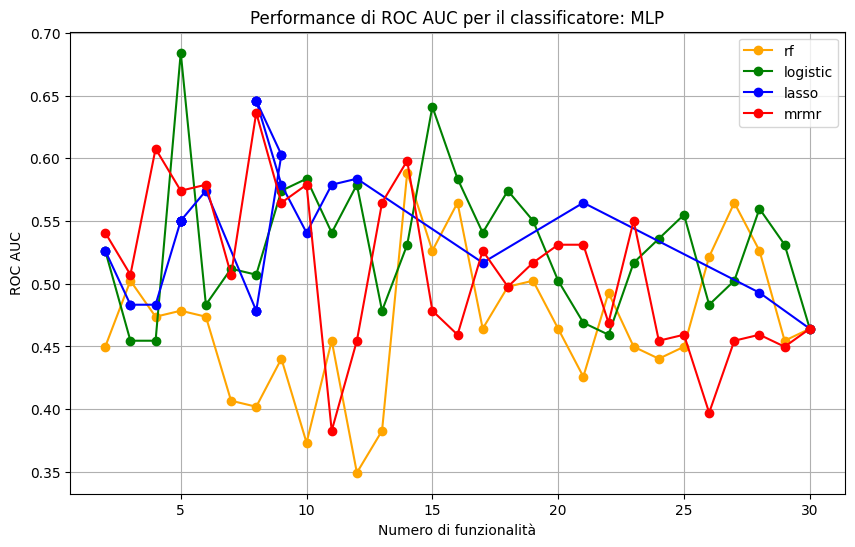 Performance di ROC AUC per il classificatore: MLP
rf
logistic
lasso
mrmr
ROC AUC
0.70
0.65
0.60
0.55
0.50
0.45
0.40
0.35
5 10 15 20 25 30
Numero di funzionalità